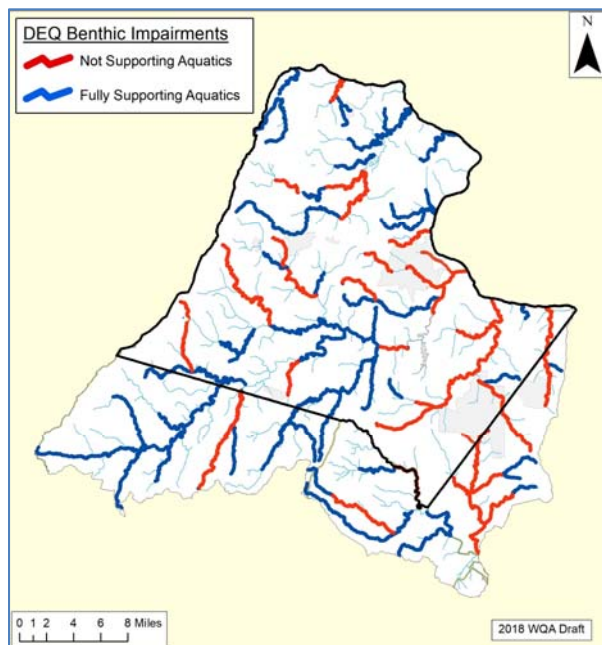 DEQ Benthic Impairments
Not Supporting Aquatics
Fully Supporting Aquatics
N
0 1 2 4 6 8 Miles
2018 WQA Draft